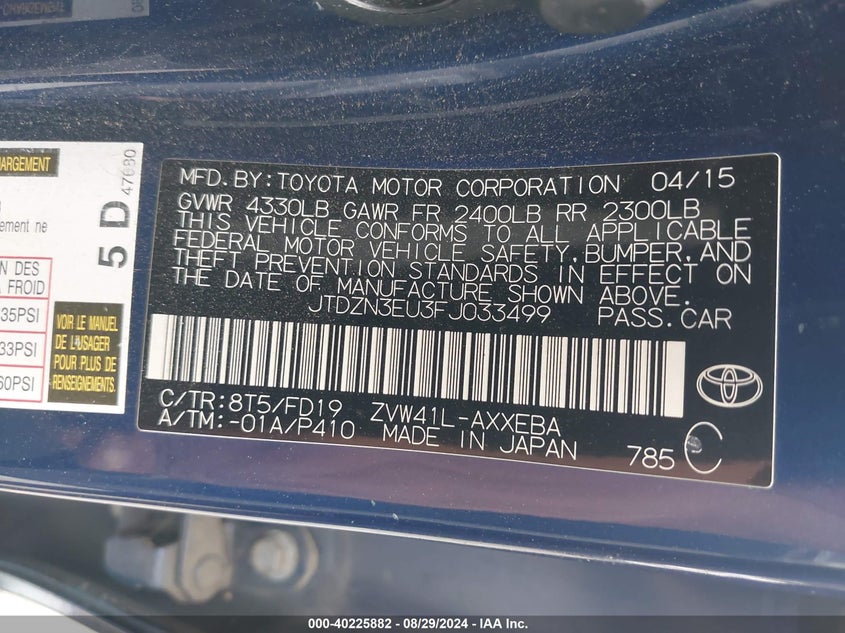 HARGEMENT
5 D
47680
ement ne
N DES
A FROID
35PSI
33PSI
60PSI
VOIR LE MANUEL
DE L'USAGER
POUR PLUS DE
RENSEIGNEMENTS.
MFD. BY: TOYOTA MOTOR CORPORATION 04/15
GVWR 4330LB GAWR FR 2400LB RR 2300LB
THIS VEHICLE CONFORMS TO ALL APPLICABLE
FEDERAL MOTOR VEHICLE SAFETY, BUMPER, AND
THEFT PREVENTION STANDARDS IN EFFECT ON
THE DATE OF MANUFACTURE SHOWN ABOVE.
JTDZN3EU3FJ033499 PASS.CAR
C/TR:8T5/FD19 ZVW41L-AXXEBA
A/TM:-01A/P410 MADE IN JAPAN
785 C
000-40225882 - 08/29/2024 - IAA Inc.